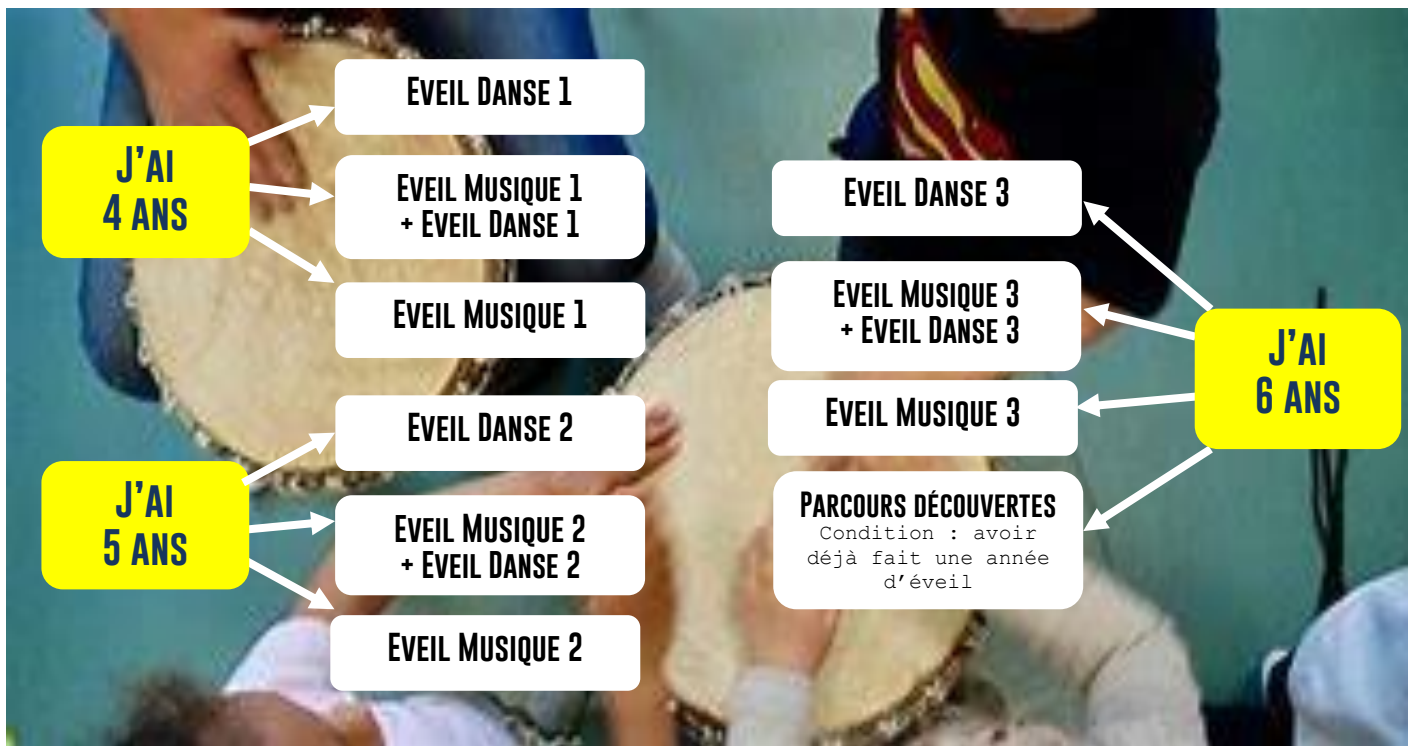 J'AI
4 ANS
EVEIL DANSE 1
EVEIL MUSIQUE 1
+ EVEIL DANSE 1
EVEIL MUSIQUE 1
J'AI
5 ANS
EVEIL DANSE 2
EVEIL MUSIQUE 2
+ EVEIL DANSE 2
EVEIL MUSIQUE 2
J'AI
6 ANS
EVEIL DANSE 3
EVEIL MUSIQUE 3
+ EVEIL DANSE 3
EVEIL MUSIQUE 3
PARCOURS DÉCOUVERTES
Condition : avoir
déjà fait une année
d'éveil